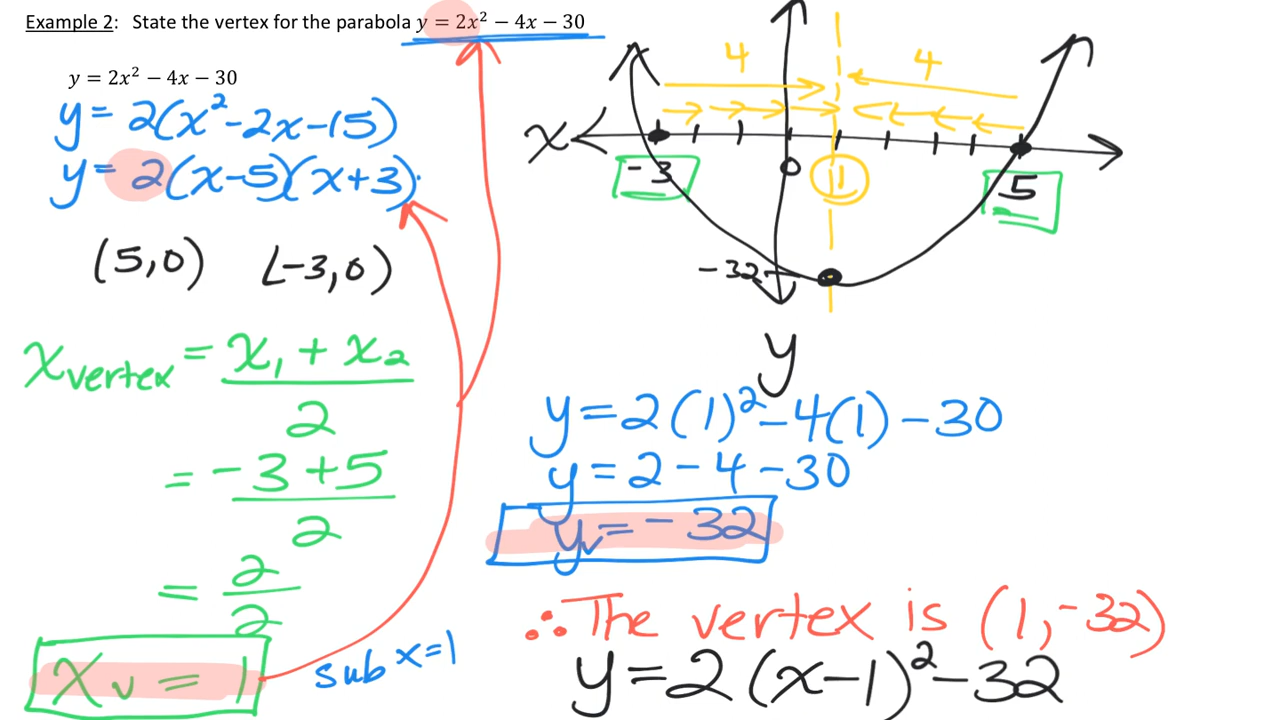 Example 2: State the vertex for the parabola y = 2x² − 4x − 30
y = 2x² − 4x − 30
y = 2(x² - 2x - 15)
y = 2(x-5)(x+3)
(5,0) (-3,0)
x vertex = x₁ + x₂
2
= -3 + 5
2
= 2
2
xᵥ = 1
sub x=1
4 4
x
-3 0 1 5
-32
y
y = 2(1)² - 4(1) - 30
y = 2 - 4 - 30
yᵥ = -32
∴ The vertex is (1,-32)
y = 2(x-1)² - 32